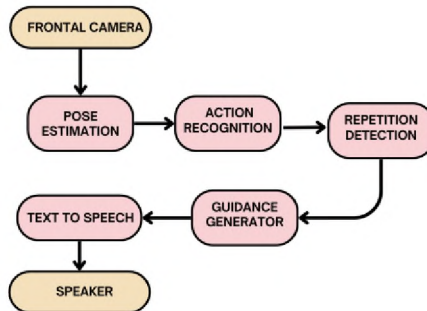 FRONTAL CAMERA
POSE
ESTIMATION
ACTION
RECOGNITION
REPETITION
DETECTION
GUIDANCE
GENERATOR
TEXT TO SPEECH
SPEAKER